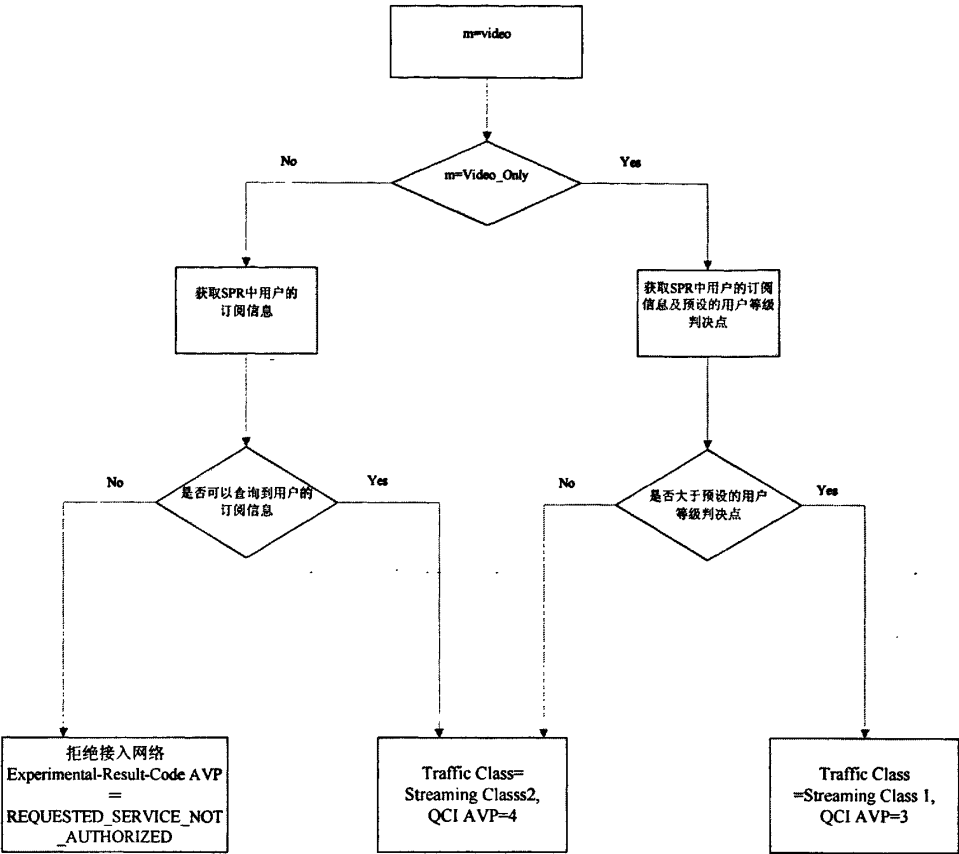 m=video
No
Yes
m=Video_Only
获取SPR中用户的
订阅信息
获取SPR中用户的订阅
信息及预设的用户等级
判决点
No
是否可以查询到用户的
订阅信息
Yes
No
是否大于预设的用户
等级判决点
Yes
拒绝接入网络
Experimental-Result-Code AVP
=
REQUESTED_SERVICE_NOT
_AUTHORIZED
Traffic Class=
Streaming Classs2,
QCI AVP=4
Traffic Class
=Streaming Class 1,
QCI AVP=3